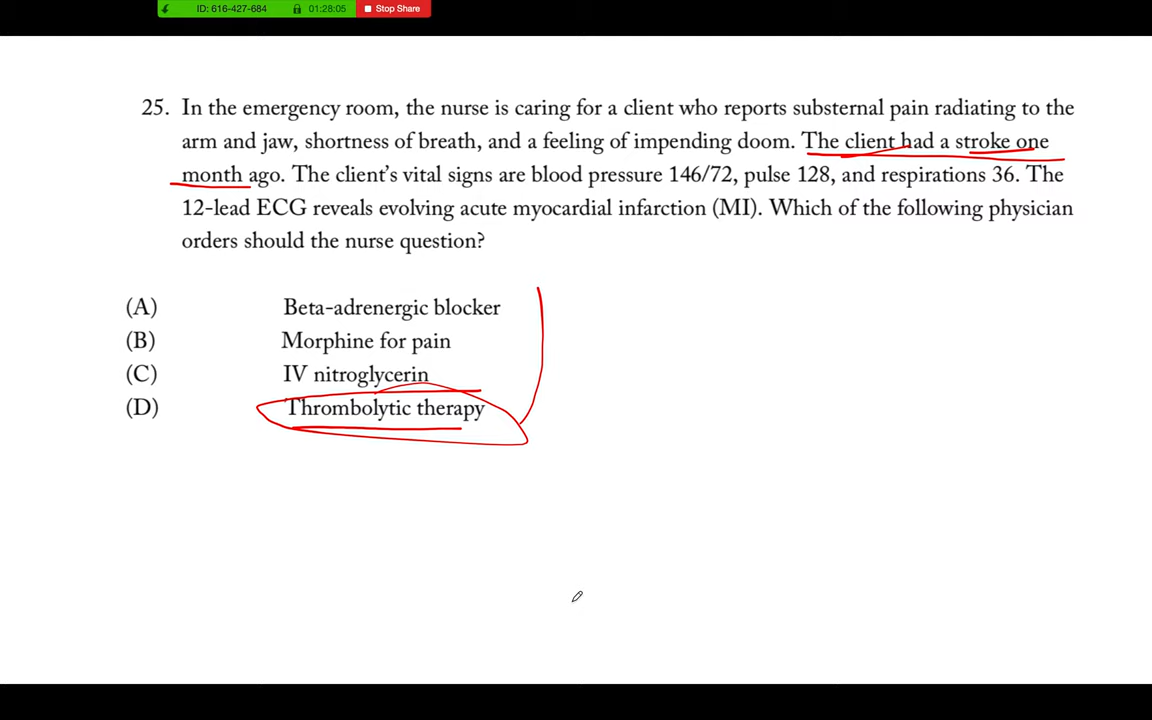 ID: 616-427-684 01:28:05 Stop Share
25. In the emergency room, the nurse is caring for a client who reports substernal pain radiating to the
arm and jaw, shortness of breath, and a feeling of impending doom. The client had a stroke one
month ago. The client’s vital signs are blood pressure 146/72, pulse 128, and respirations 36. The
12-lead ECG reveals evolving acute myocardial infarction (MI). Which of the following physician
orders should the nurse question?
(A) Beta-adrenergic blocker
(B) Morphine for pain
(C) IV nitroglycerin
(D) Thrombolytic therapy